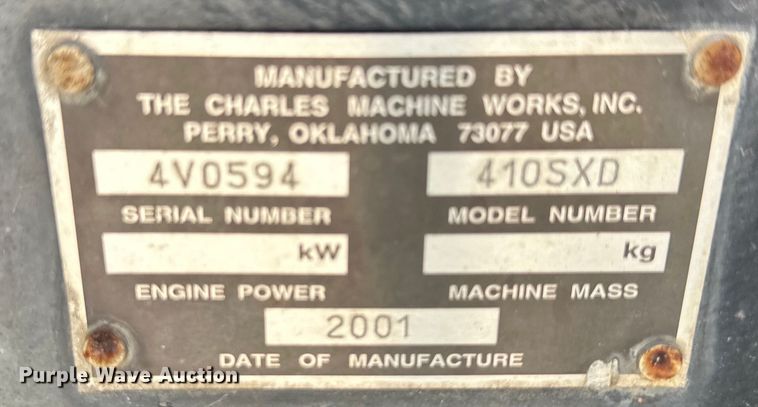 MANUFACTURED BY
THE CHARLES MACHINE WORKS, INC.
PERRY, OKLAHOMA 73077 USA
4V0594 410SXD
SERIAL NUMBER MODEL NUMBER
kW kg
ENGINE POWER MACHINE MASS
2001
DATE OF MANUFACTURE
Purple Wave Auction